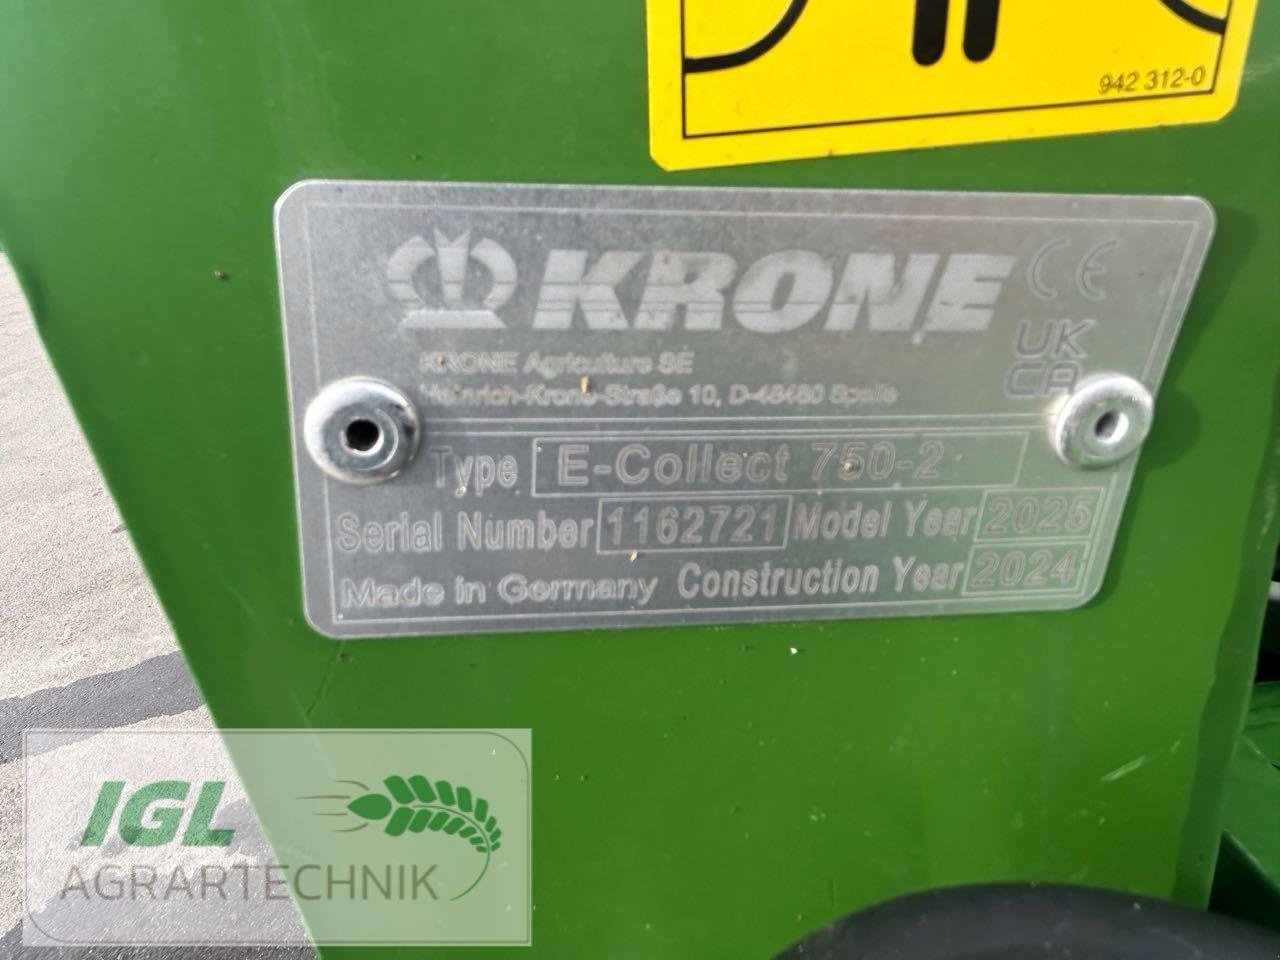 942 312-0
KRONE
CE
UK
CA
KRONE Agriculture SE
Heinrich-Krone-Straße 10, D-48480 Spelle
Type E-Collect 750-2
Serial Number 1162721 Model Year 2025
Made in Germany Construction Year 2024
IGL
AGRARTECHNIK